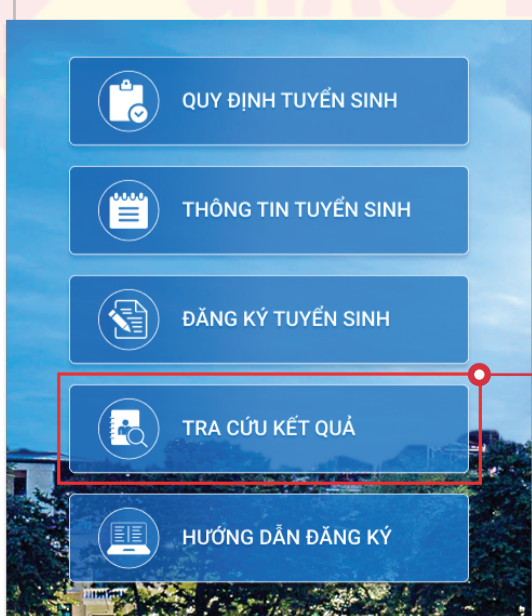 QUY ĐỊNH TUYỂN SINH
THÔNG TIN TUYỂN SINH
ĐĂNG KÝ TUYỂN SINH
TRA CỨU KẾT QUẢ
HƯỚNG DẪN ĐĂNG KÝ